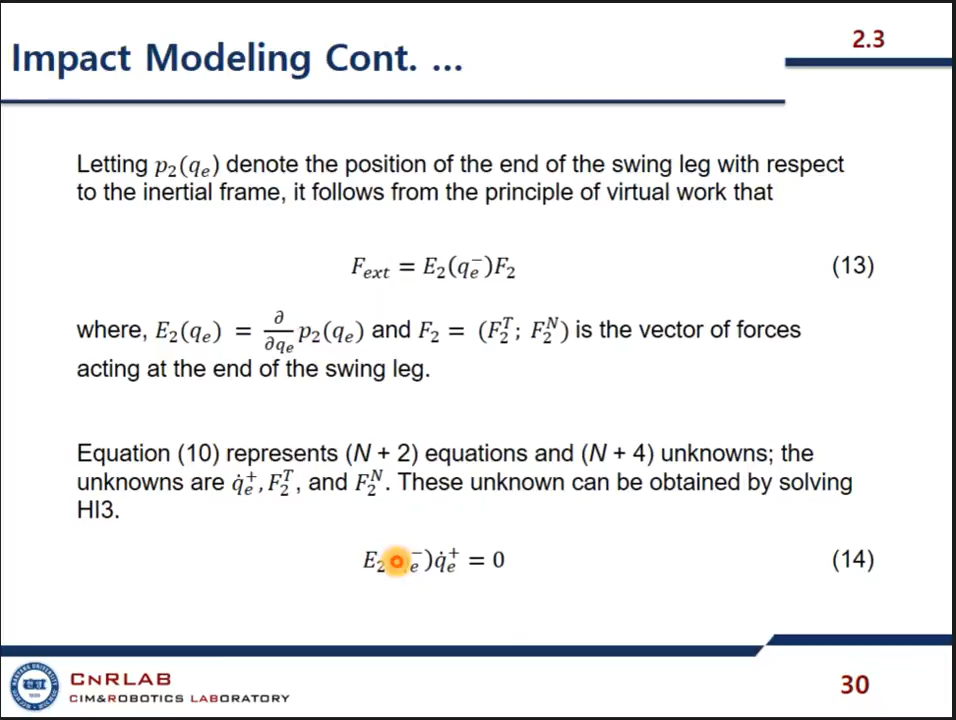 Impact Modeling Cont. ...
2.3
Letting p₂(qₑ) denote the position of the end of the swing leg with respect
to the inertial frame, it follows from the principle of virtual work that
F_ext = E₂(qₑ⁻)F₂ (13)
where, E₂(qₑ) = ∂/∂qₑ p₂(qₑ) and F₂ = (F₂ᵀ; F₂ᴺ) is the vector of forces
acting at the end of the swing leg.
Equation (10) represents (N + 2) equations and (N + 4) unknowns; the
unknowns are q̇ₑ⁺, F₂ᵀ, and F₂ᴺ. These unknown can be obtained by solving
HI3.
E₂ ₑ⁻)q̇ₑ⁺ = 0 (14)
CNRLAB
CIM&ROBOTICS LABORATORY
30